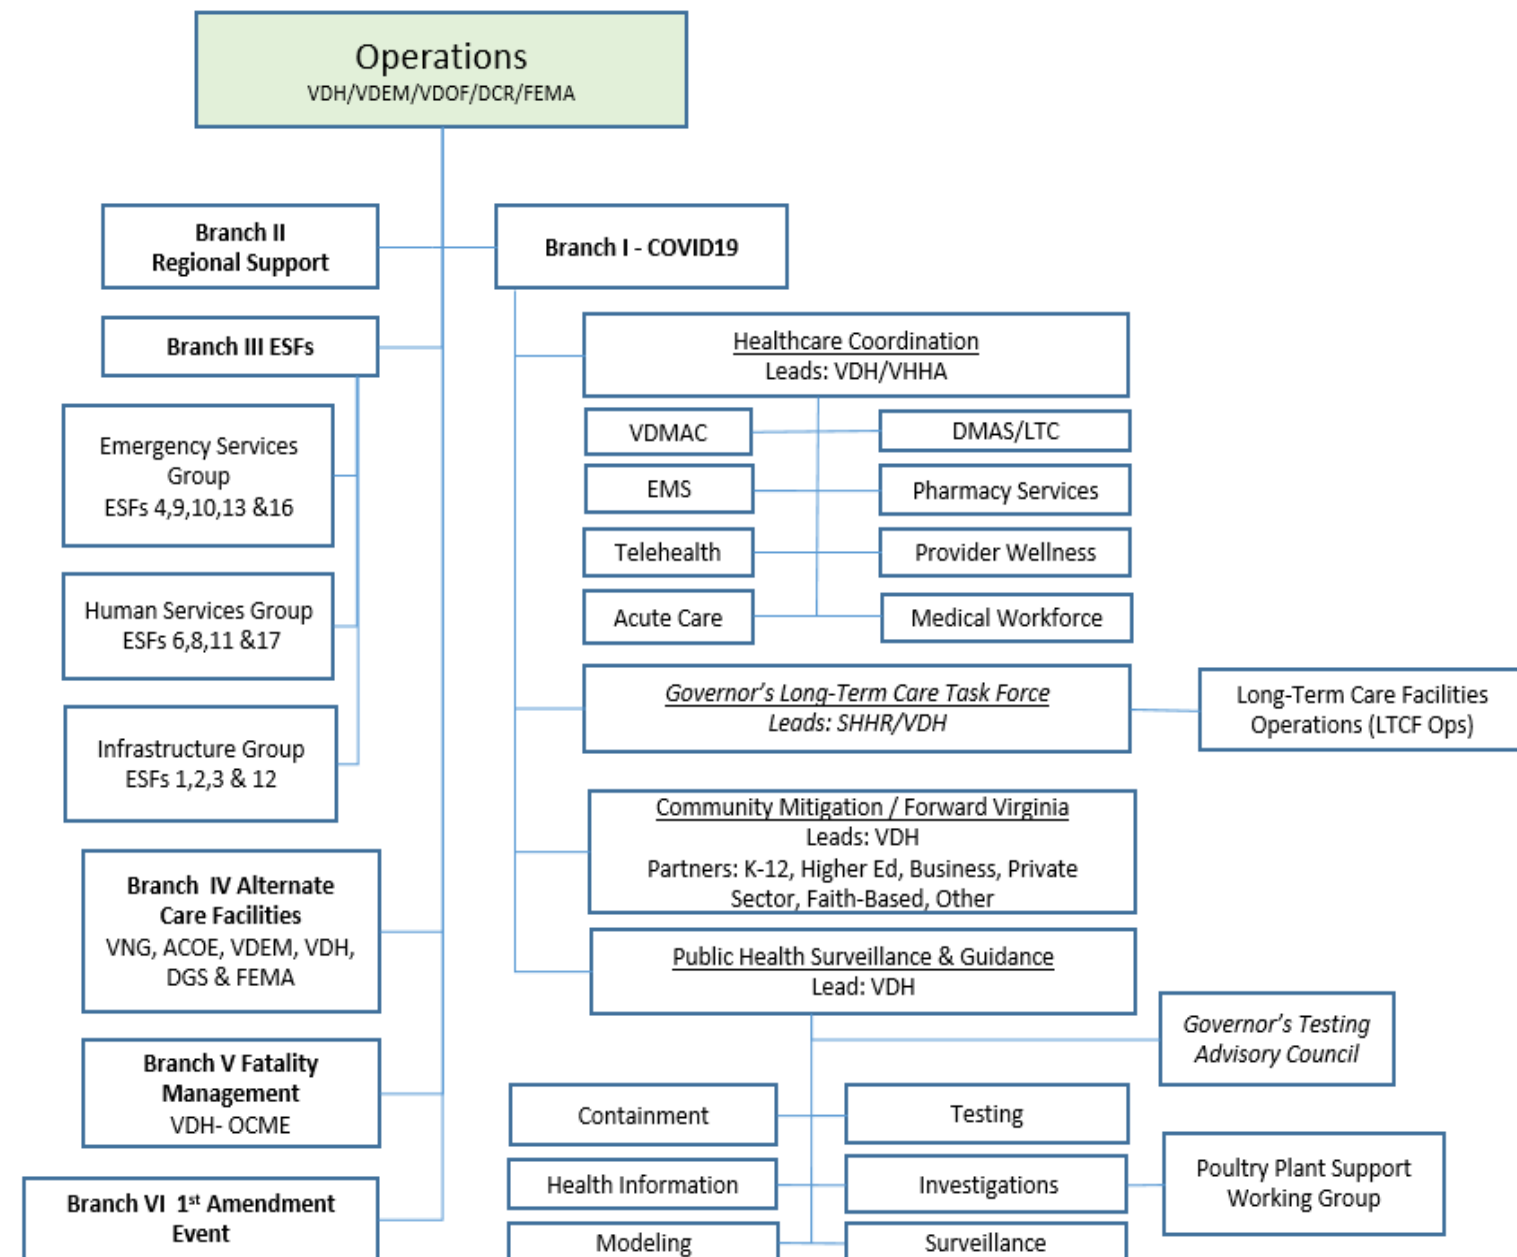 Operations
VDH/VDEM/VDOF/DCR/FEMA
Branch II
Regional Support
Branch I - COVID19
Branch III ESFs
Healthcare Coordination
Leads: VDH/VHHA
Emergency Services
Group
ESFs 4,9,10,13 &16
VDMAC
DMAS/LTC
EMS
Pharmacy Services
Telehealth
Provider Wellness
Human Services Group
ESFs 6,8,11 &17
Acute Care
Medical Workforce
Governor's Long-Term Care Task Force
Leads: SHHR/VDH
Long-Term Care Facilities
Operations (LTCF Ops)
Infrastructure Group
ESFs 1,2,3 & 12
Community Mitigation / Forward Virginia
Leads: VDH
Partners: K-12, Higher Ed, Business, Private
Sector, Faith-Based, Other
Branch IV Alternate
Care Facilities
VNG, ACOE, VDEM, VDH,
DGS & FEMA
Public Health Surveillance & Guidance
Lead: VDH
Governor's Testing
Advisory Council
Branch V Fatality
Management
VDH- OCME
Containment
Testing
Health Information
Investigations
Poultry Plant Support
Working Group
Branch VI 1st Amendment
Event
Modeling
Surveillance